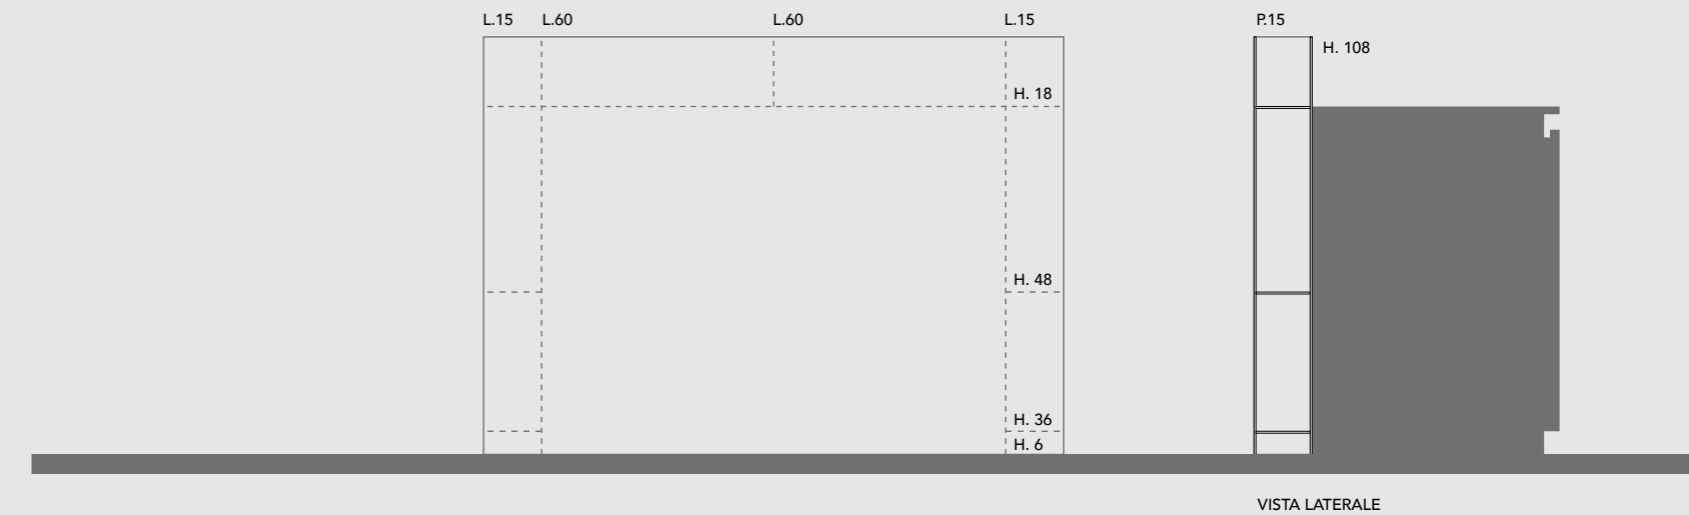 L.15 L.60 L.60 L.15 P.15
H. 108
H. 18
H. 48
H. 36
H. 6
VISTA LATERALE